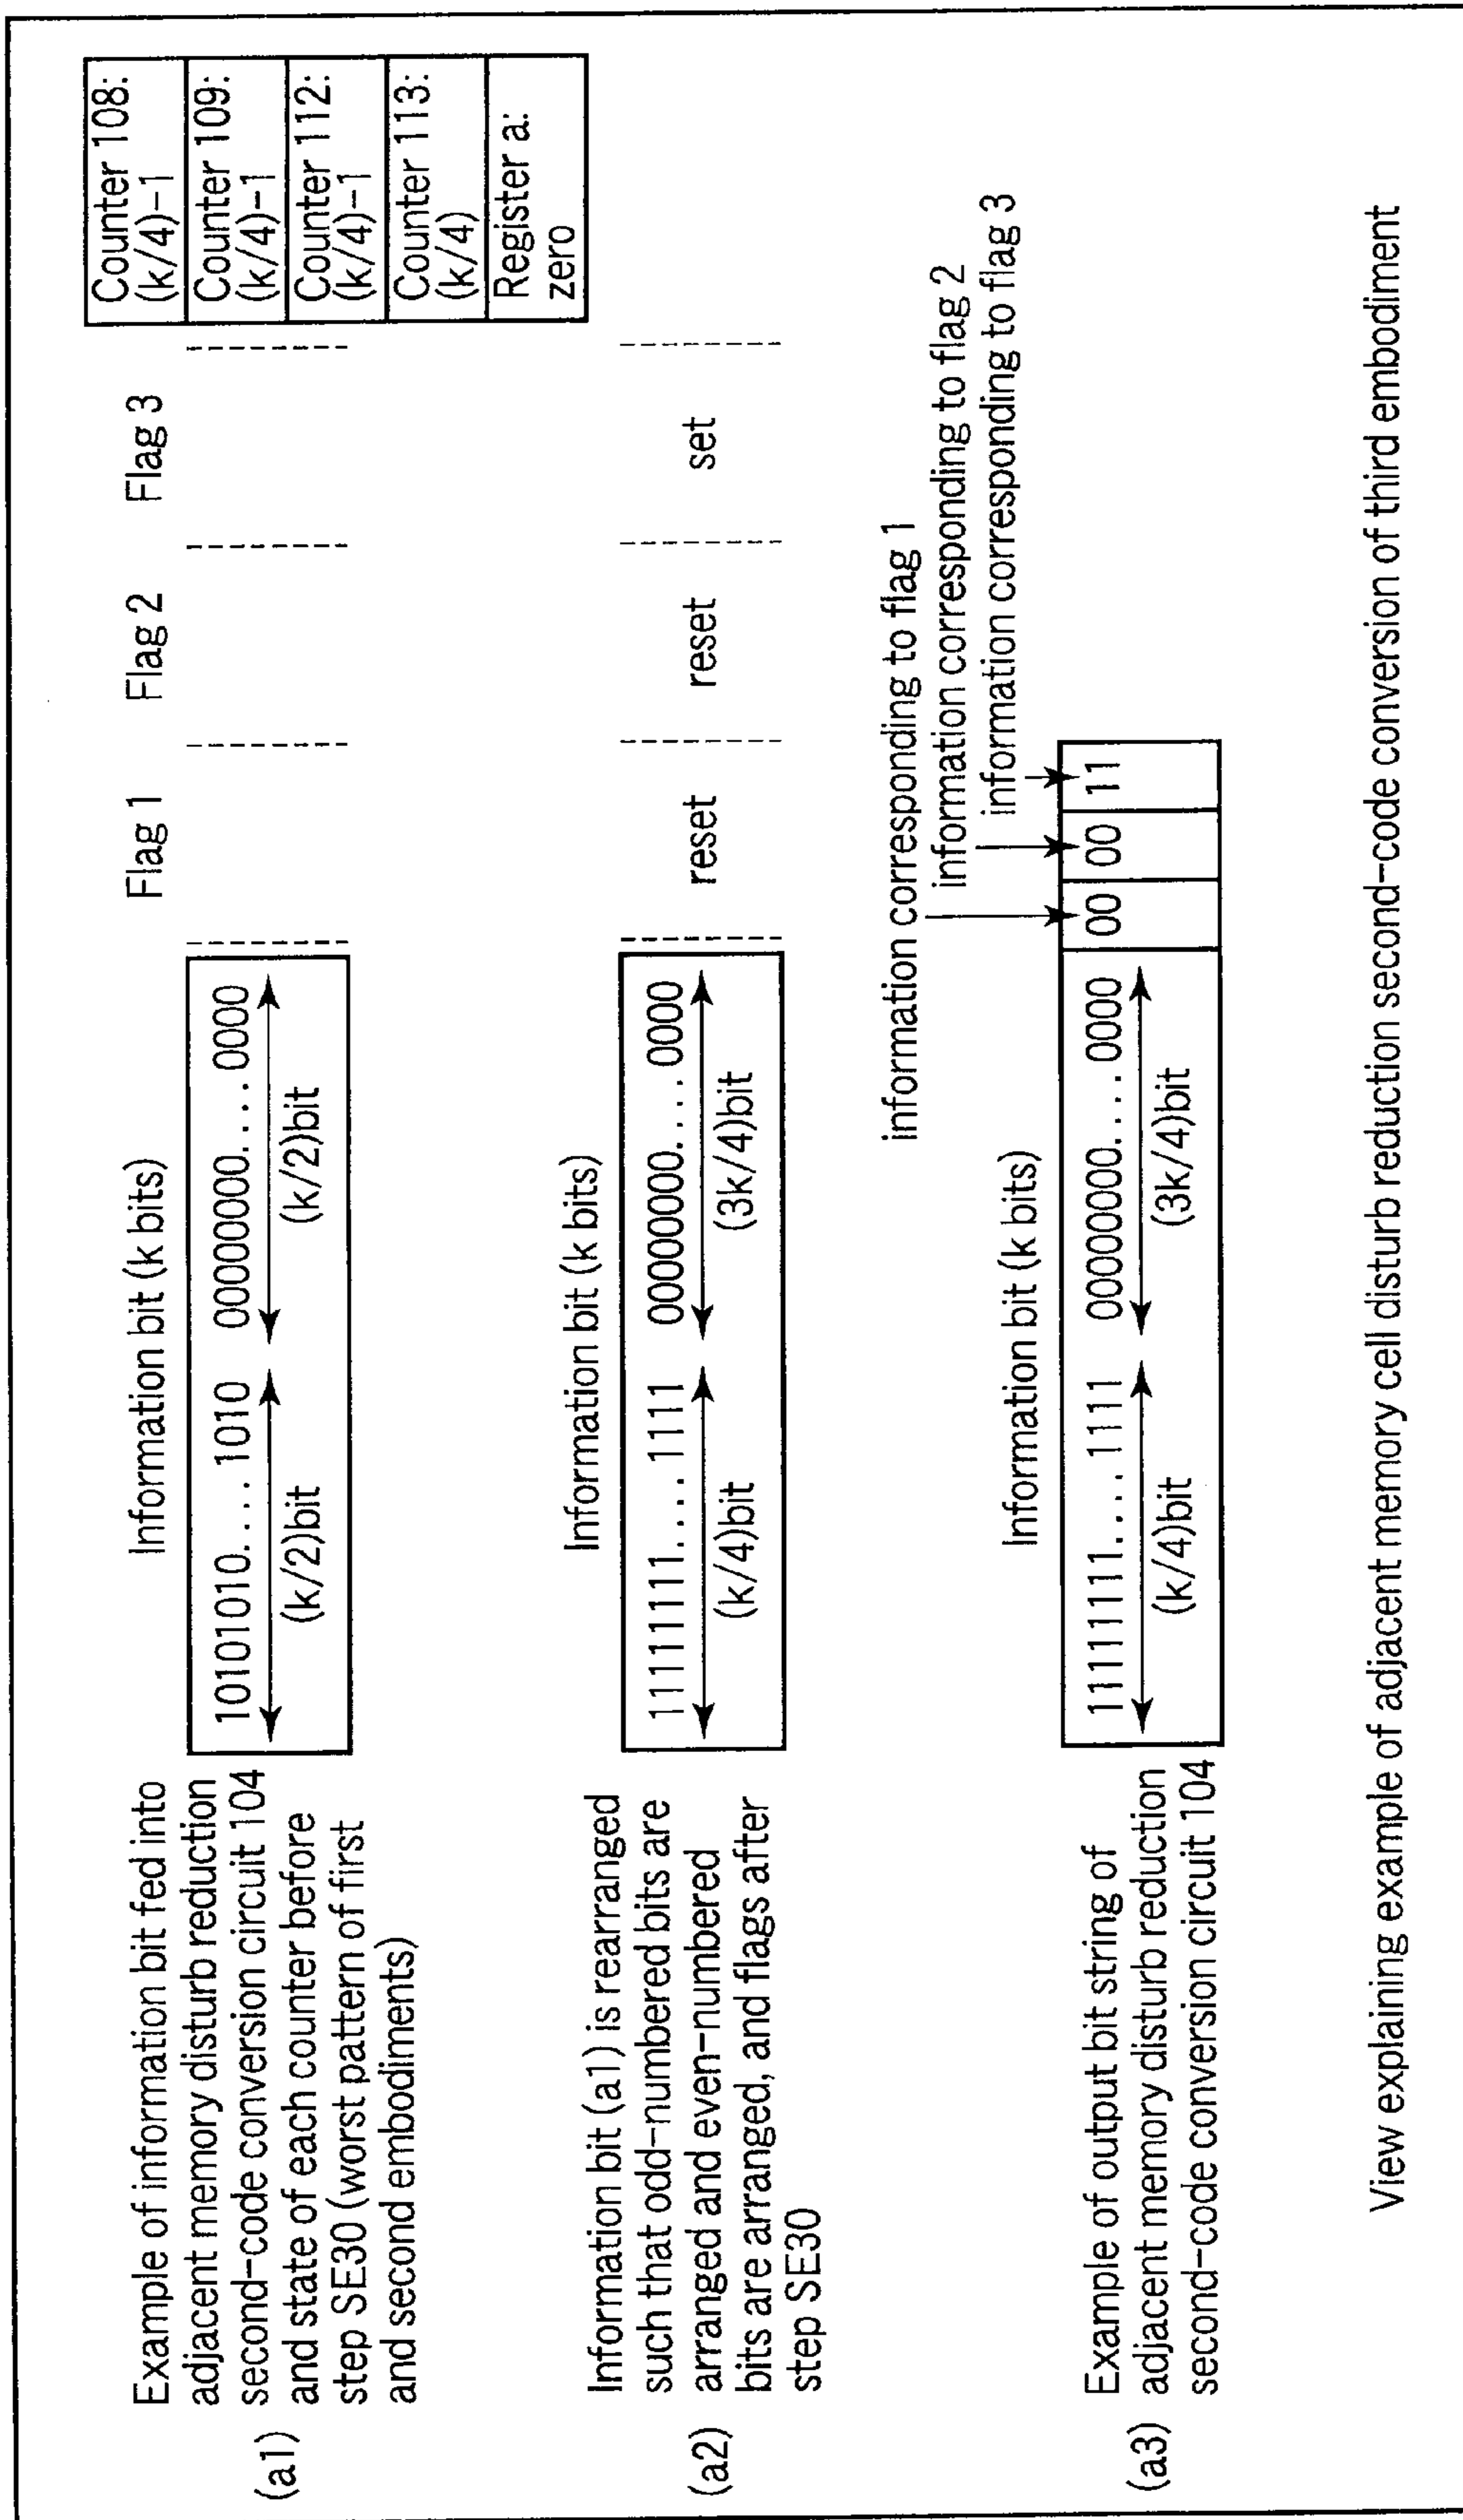 Flag 1
Flag 2
Flag 3
Counter 108:
(k/4)-1
Counter 109:
(k/4)-1
Counter 112:
(k/4)-1
Counter 113:
(k/4)
Register a:
zero
(a1)
Example of information bit fed into
adjacent memory disturb reduction
second-code conversion circuit 104
and state of each counter before
step SE30 (worst pattern of first
and second embodiments)
Information bit (k bits)
10101010.... 1010
00000000.... 0000
(k/2)bit
(k/2)bit
(a2)
Information bit (a1) is rearranged
such that odd-numbered bits are
arranged and even-numbered
bits are arranged, and flags after
step SE30
Information bit (k bits)
11111111.... 1111
00000000.... 0000
(k/4)bit
(3k/4)bit
reset
reset
set
(a3)
Example of output bit string of
adjacent memory disturb reduction
second-code conversion circuit 104
Information bit (k bits)
11111111.... 1111
00000000.... 0000
(k/4)bit
(3k/4)bit
00
00
11
information corresponding to flag 1
information corresponding to flag 2
information corresponding to flag 3
View explaining example of adjacent memory cell disturb reduction second-code conversion of third embodiment